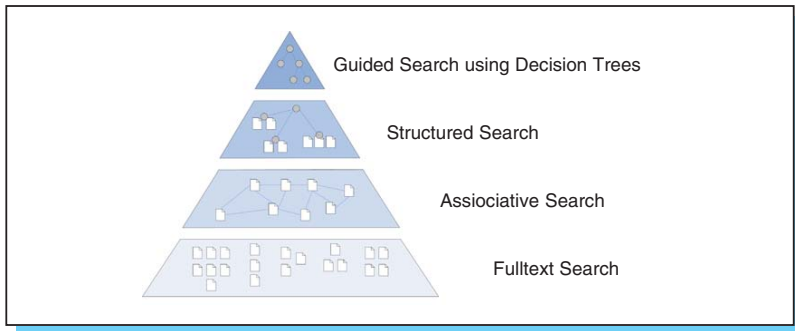 Guided Search using Decision Trees
Structured Search
Assiociative Search
Fulltext Search